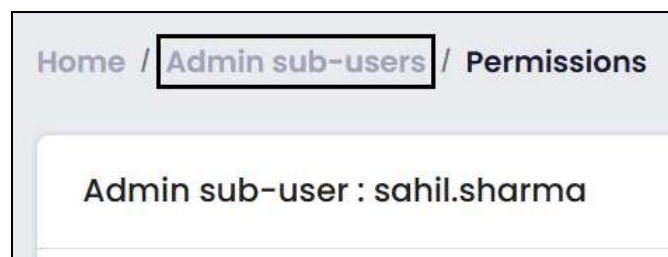 Home / Admin sub-users / Permissions
Admin sub-user : sahil.sharma